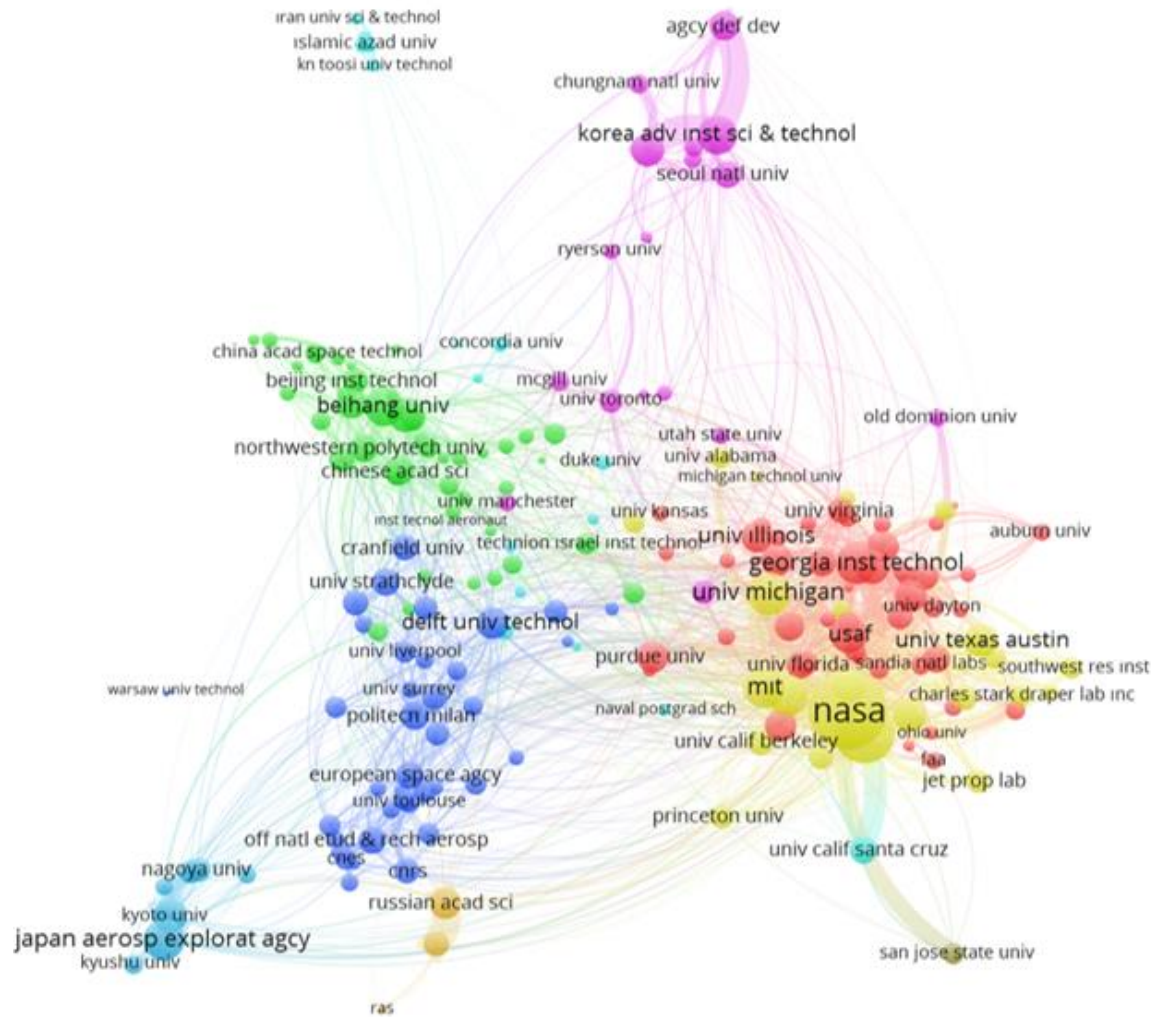 iran univ sci & technol
islamic azad univ
kn toosi univ technol
agcy def dev
chungnam natl univ
korea adv inst sci & technol
seoul natl univ
ryerson univ
china acad space technol
concordia univ
beijing inst technol
mcgill univ
beihang univ
univ toronto
old dominion univ
northwestern polytech univ
utah state univ
chinese acad sci
duke univ
univ alabama
michigan technol univ
univ manchester
univ kansas
univ virginia
inst tecnol aeronaut
auburn univ
cranfield univ
technion israel inst technol
univ illinois
georgia inst technol
univ strathclyde
univ michigan
univ dayton
delft univ technol
usaf
univ texas austin
univ liverpool
purdue univ
univ florida
sandia natl labs
southwest res inst
warsaw univ technol
univ surrey
mit
charles stark draper lab inc
politecn milan
naval postgrad sch
nasa
univ calif berkeley
ohio univ
faa
european space agcy
jet prop lab
univ toulouse
princeton univ
off natl etud & rech aerosp
univ calif santa cruz
cnes
nagoya univ
cnrs
russian acad sci
kyoto univ
japan aerosp explorat agcy
kyushu univ
san jose state univ
ras